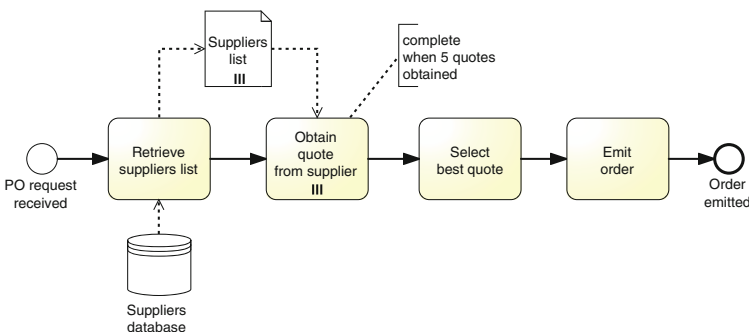 Suppliers
list
complete
when 5 quotes
obtained
PO request
received
Retrieve
suppliers list
Obtain
quote
from supplier
Select
best quote
Emit
order
Order
emitted
Suppliers
database